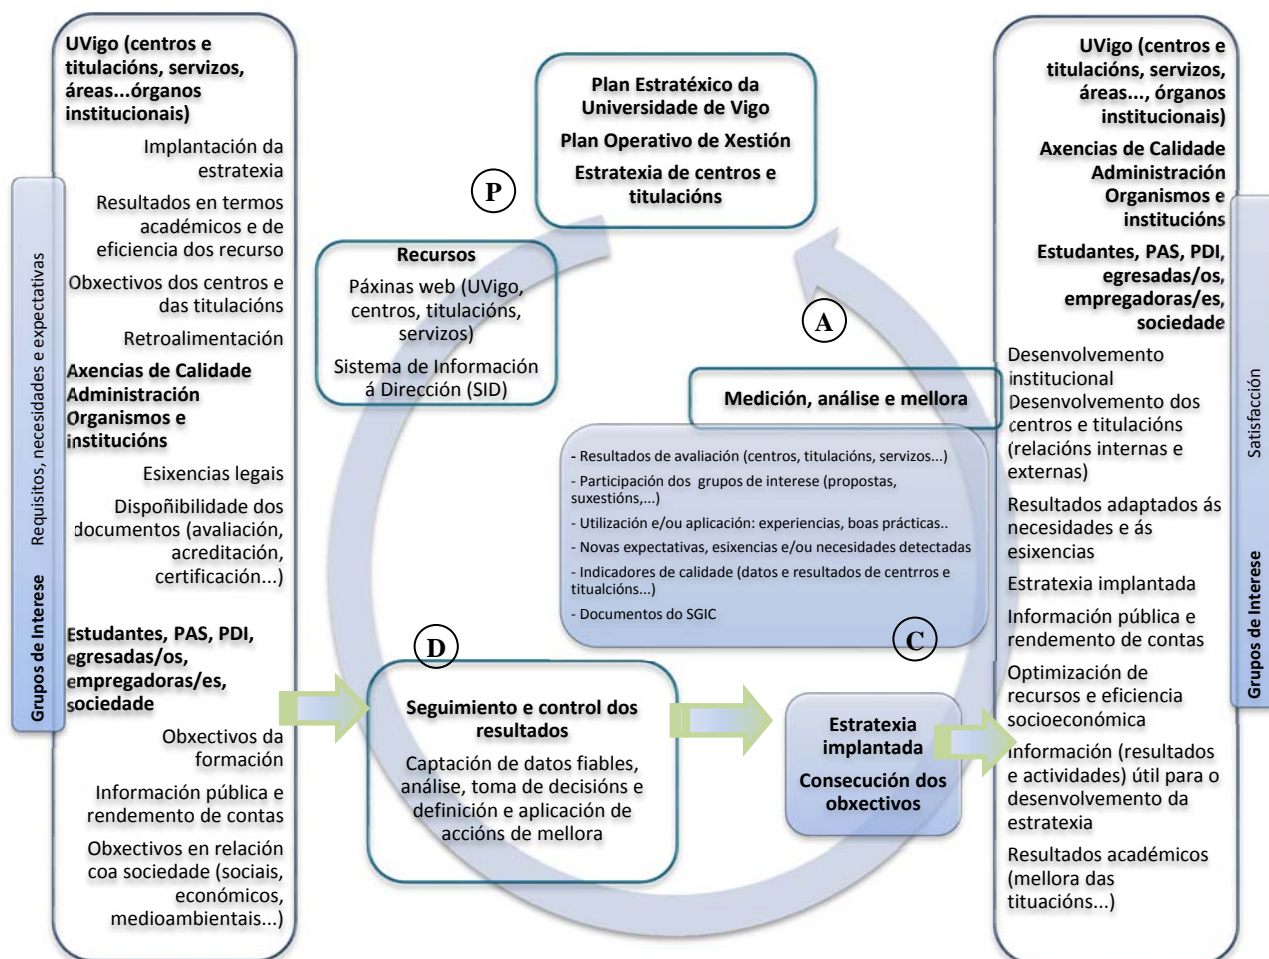 UVigo (centros e
titulacións, servizos,
áreas...órganos
institucionais)
Implantación da
estratexia
Resultados en termos
académicos e de
eficiencia dos recurso
Obxectivos dos centros e
das titulacións
Retroalimentación
Axencias de Calidade
Administración
Organismos e
institucións
Esixencias legais
Dispoñibilidade dos
documentos (avaliación,
acreditación,
certificación...)
Estudantes, PAS, PDI,
egresadas/os,
empregadoras/es,
sociedade
Obxectivos da
formación
Información pública e
rendemento de contas
Obxectivos en relación
coa sociedade (sociais,
económicos,
medioambientais...)
Grupos de Interese Requisitos, necesidades e expectativas
Plan Estratéxico da
Universidade de Vigo
Plan Operativo de Xestión
Estratexia de centros e
titulacións
P
Recursos
Páxinas web (UVigo,
centros, titulacións,
servizos)
Sistema de Información
á Dirección (SID)
A
Medición, análise e mellora
- Resultados de avaliación (centros, titulacións, servizos...)
- Participación dos grupos de interese (propostas,
suxestións,...)
- Utilización e/ou aplicación: experiencias, boas prácticas..
- Novas expectativas, esixencias e/ou necesidades detectadas
- Indicadores de calidade (datos e resultados de centrros e
titualcións...)
- Documentos do SGIC
D
C
Seguimiento e control dos
resultados
Captación de datos fiables,
análise, toma de decisións e
definición e aplicación de
accións de mellora
Estratexia
implantada
Consecución dos
obxectivos
UVigo (centros e
titulacións, servizos,
áreas..., órganos
institucionais)
Axencias de Calidade
Administración
Organismos e
institucións
Estudantes, PAS, PDI,
egresadas/os,
empregadoras/es,
sociedade
Desenvolvemento
institucional
Desenvolvemento dos
centros e titulacións
(relacións internas e
externas)
Resultados adaptados ás
necesidades e ás
esixencias
Estratexia implantada
Información pública e
rendemento de contas
Optimización de
recursos e eficiencia
socioeconómica
Información (resultados
e actividades) útil para o
desenvolvemento da
estratexia
Resultados académicos
(mellora das
tituacións...)
Grupos de Interese Satisfacción